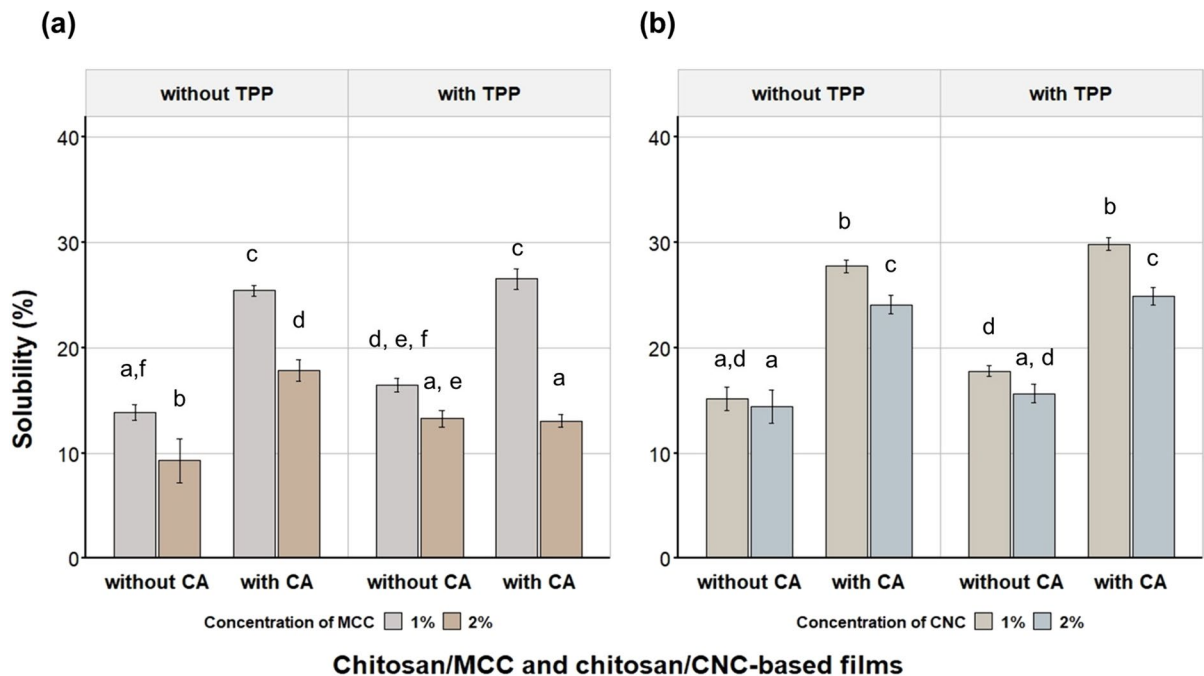 (a)
without TPP with TPP
Solubility (%)
40
30
20
10
0
a,f
b
c
d
d, e, f
a, e
c
a
without CA with CA without CA with CA
Concentration of MCC 1% 2%
(b)
without TPP with TPP
40
30
20
10
0
a,d
a
b
c
d
a, d
b
c
without CA with CA without CA with CA
Concentration of CNC 1% 2%
Chitosan/MCC and chitosan/CNC-based films